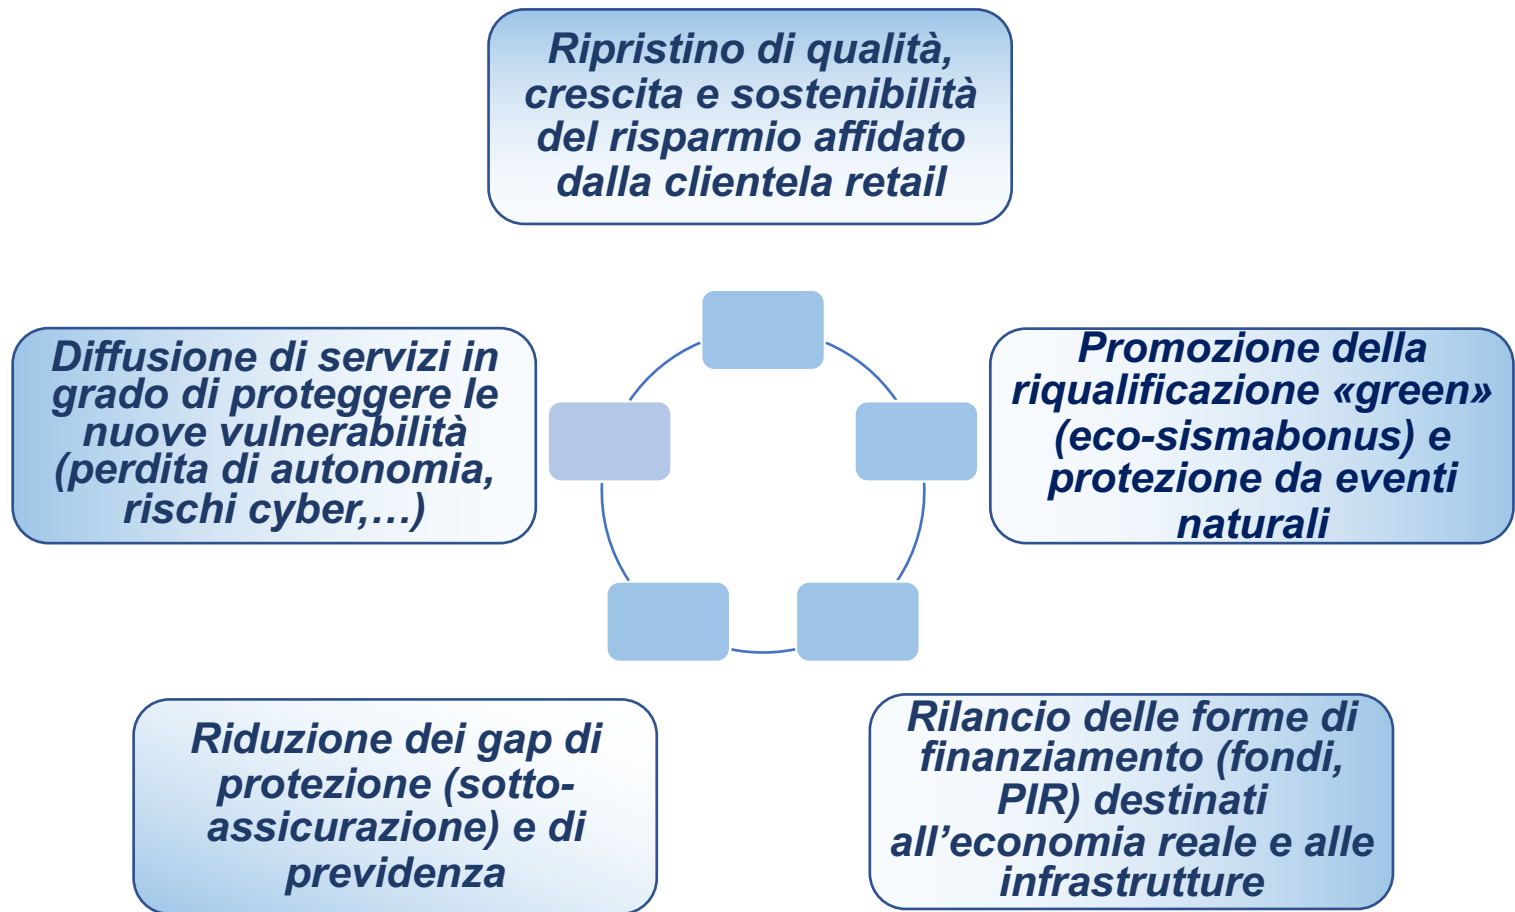 Ripristino di qualità,
crescita e sostenibilità
del risparmio affidato
dalla clientela retail
Diffusione di servizi in
grado di proteggere le
nuove vulnerabilità
(perdita di autonomia,
rischi cyber,…)
Promozione della
riqualificazione «green»
(eco-sismabonus) e
protezione da eventi
naturali
Riduzione dei gap di
protezione (sotto-
assicurazione) e di
previdenza
Rilancio delle forme di
finanziamento (fondi,
PIR) destinati
all’economia reale e alle
infrastrutture